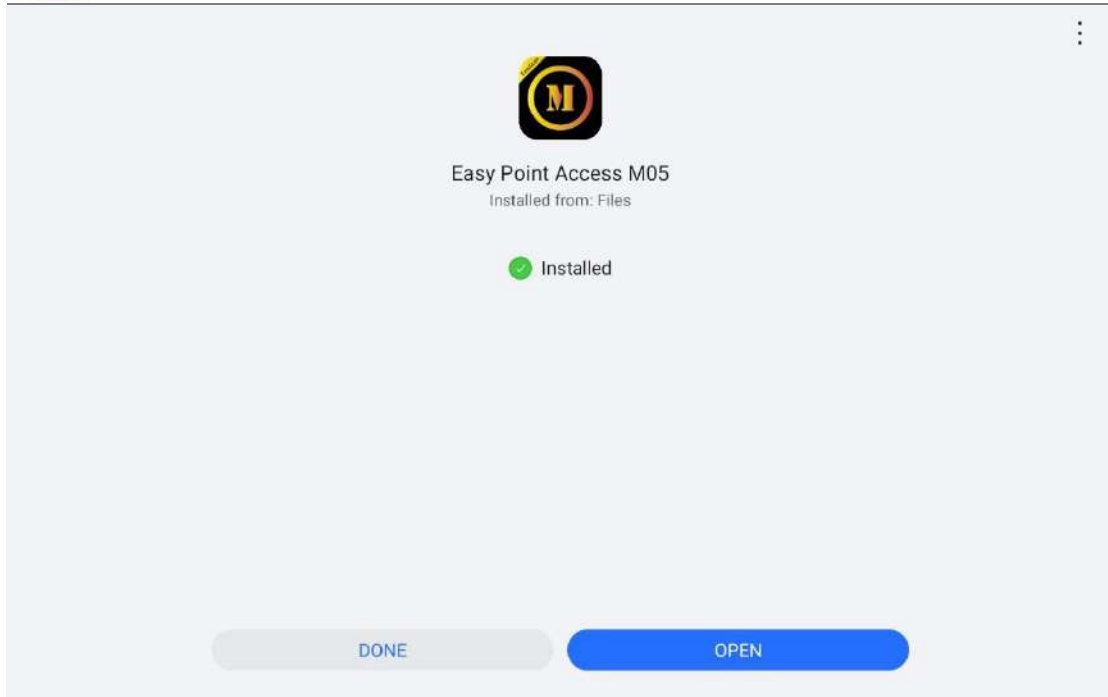 M
Easy Point Access M05
Installed from: Files
Installed
DONE
OPEN